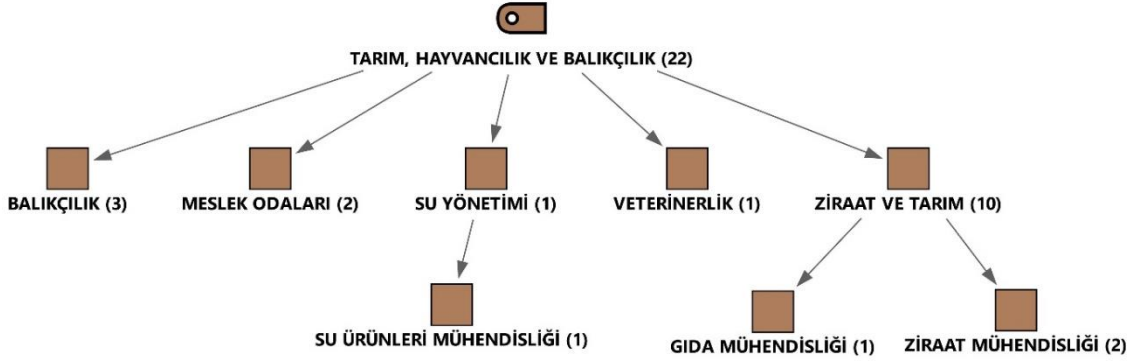 TARIM, HAYVANCILIK VE BALIKÇILIK (22)
BALIKÇILIK (3)
MESLEK ODALARI (2)
SU YÖNETİMİ (1)
VETERİNERLİK (1)
ZİRAAT VE TARIM (10)
SU ÜRÜNLERİ MÜHENDİSLİĞİ (1)
GIDA MÜHENDİSLİĞİ (1)
ZİRAAT MÜHENDİSLİĞİ (2)